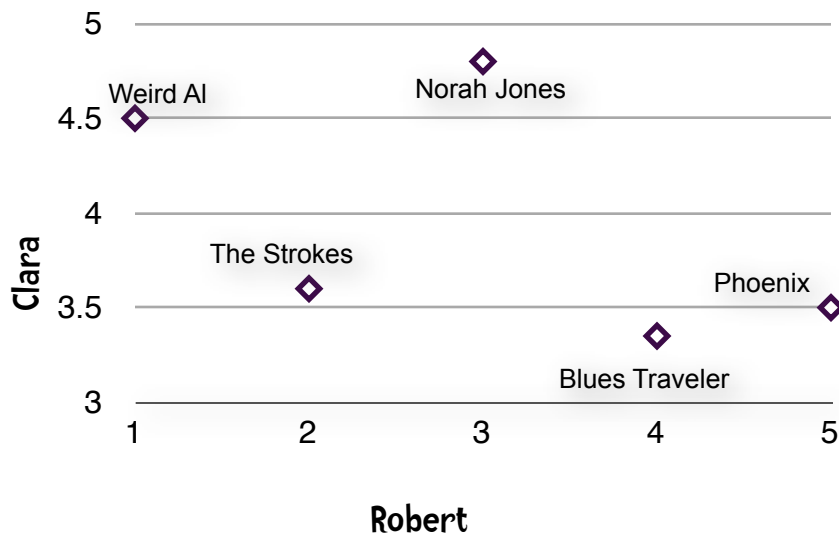 5
Weird Al
Norah Jones
4.5
4
Clara
The Strokes
3.5
Phoenix
Blues Traveler
3
1 2 3 4 5
Robert